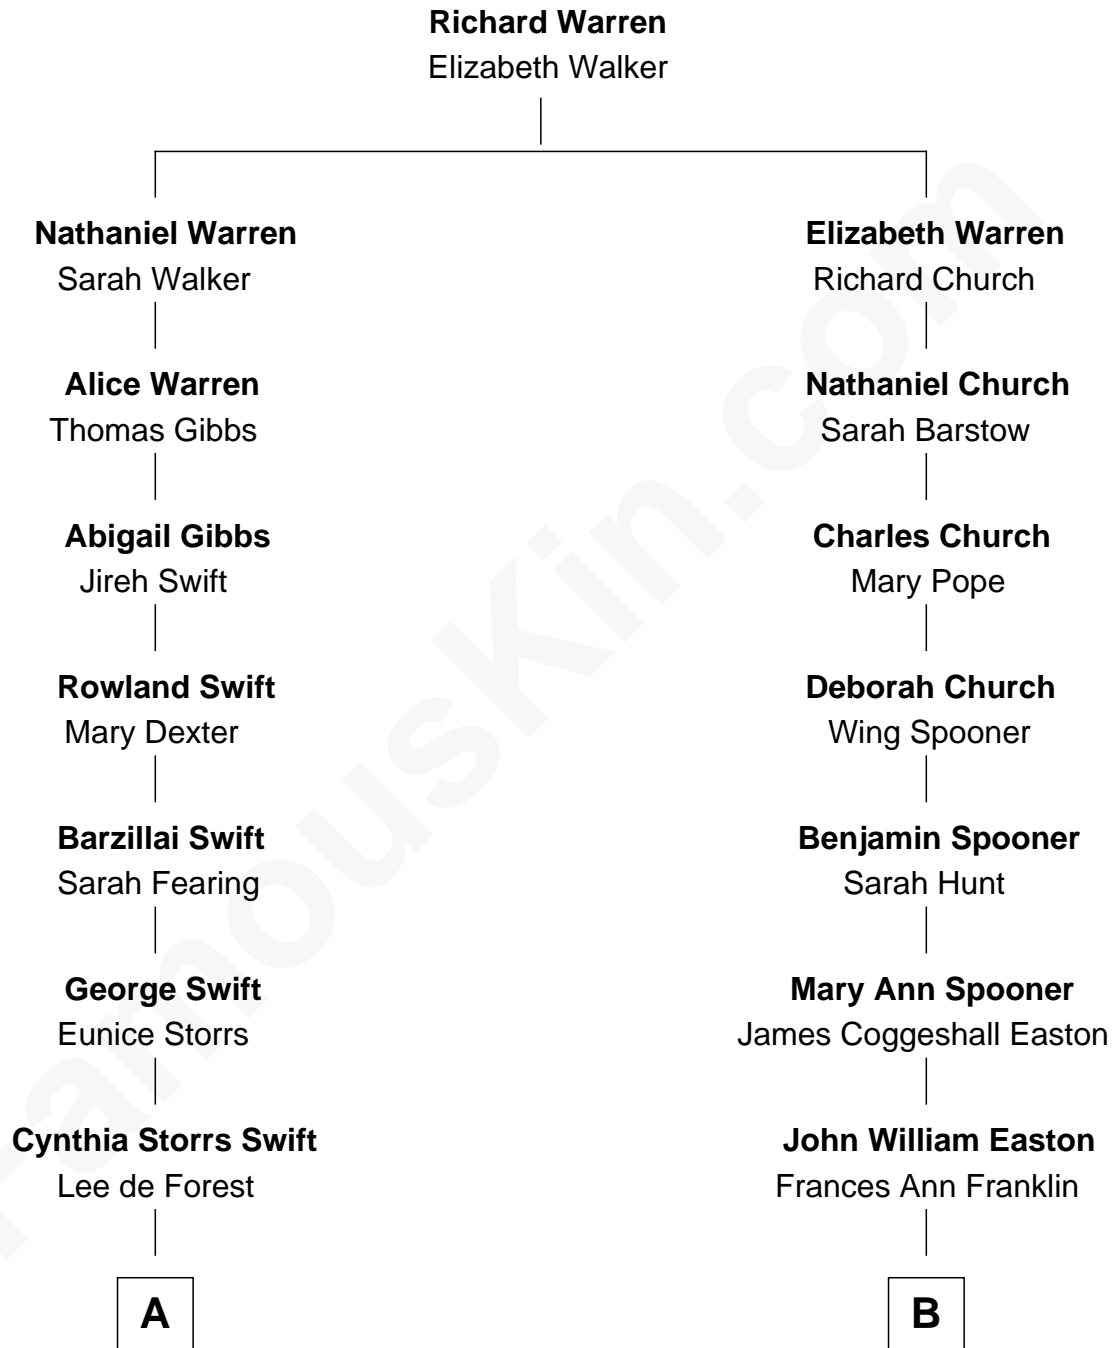 Richard Warren
Elizabeth Walker
Nathaniel Warren
Sarah Walker
Alice Warren
Thomas Gibbs
Abigail Gibbs
Jireh Swift
Rowland Swift
Mary Dexter
Barzillai Swift
Sarah Fearing
George Swift
Eunice Storrs
Cynthia Storrs Swift
Lee de Forest
A
Elizabeth Warren
Richard Church
Nathaniel Church
Sarah Barstow
Charles Church
Mary Pope
Deborah Church
Wing Spooner
Benjamin Spooner
Sarah Hunt
Mary Ann Spooner
James Coggeshall Easton
John William Easton
Frances Ann Franklin
B
FamousKin.com